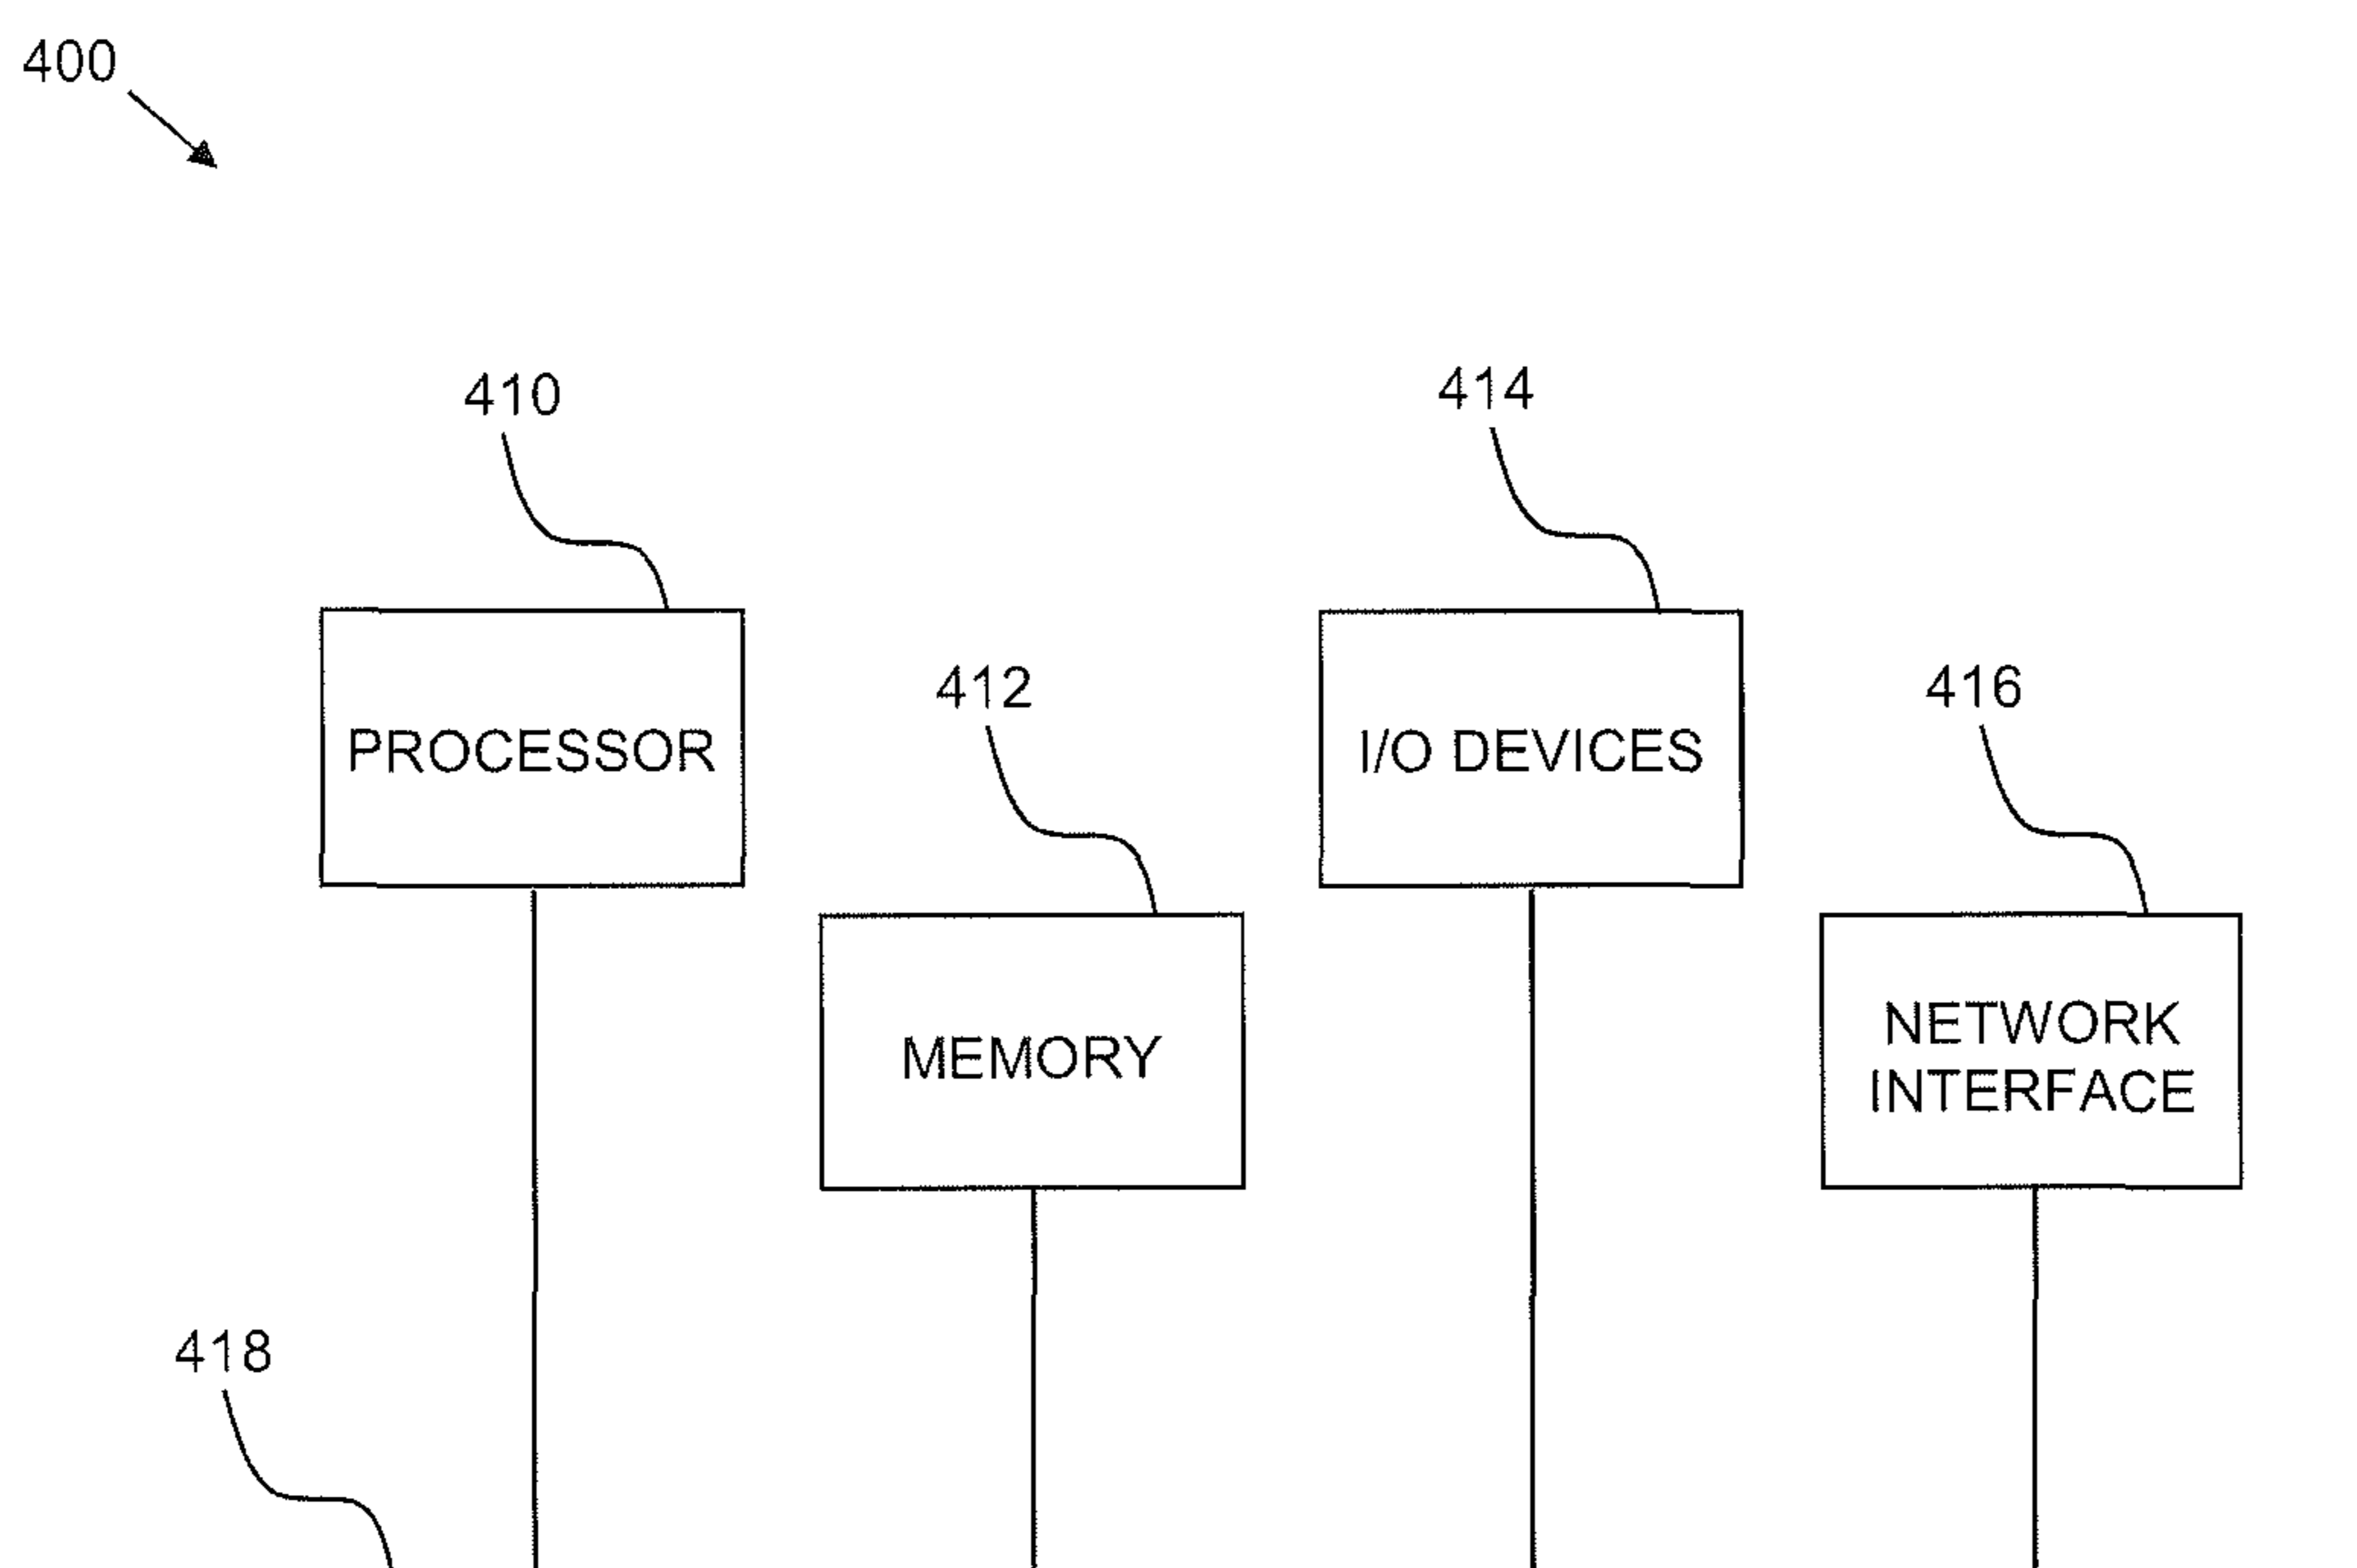 400
410
414
PROCESSOR
412
I/O DEVICES
416
MEMORY
NETWORK
INTERFACE
418